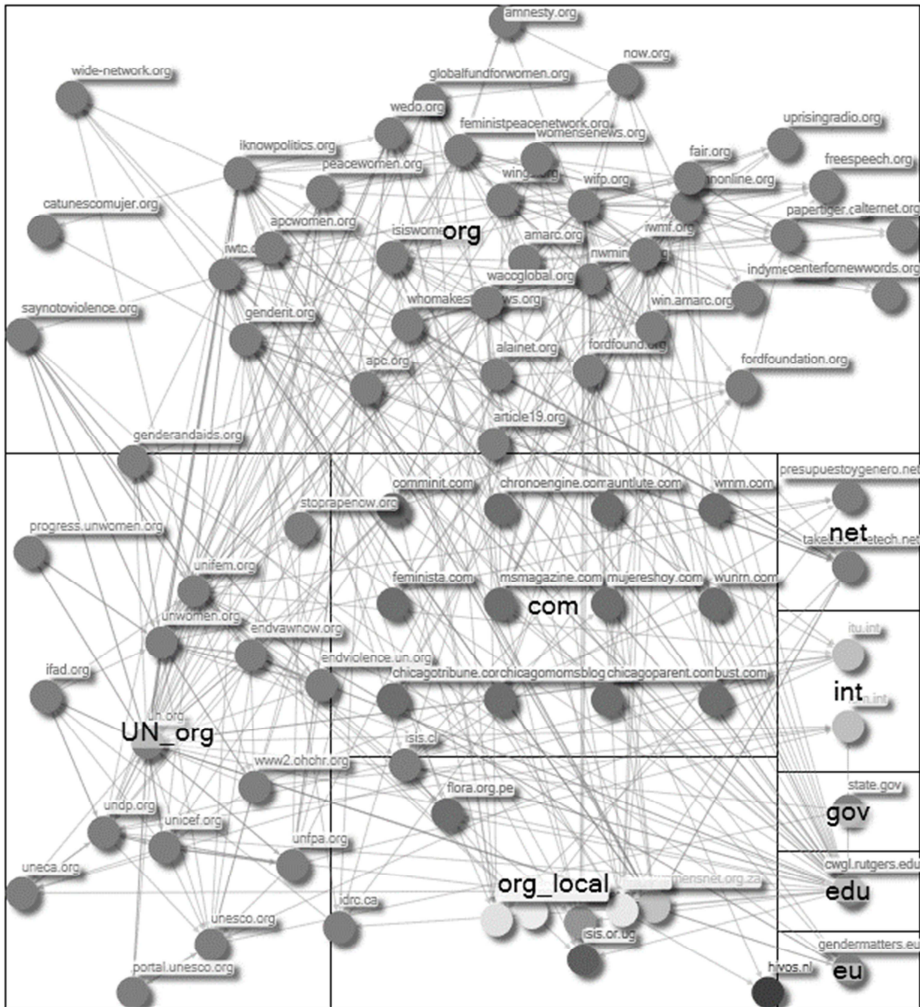 amnesty.org
now.org
wide-network.org
globalfundforwomen.org
wedo.org
feministpeacenetwork.org
womensenews.org
uprisingradio.org
iknowpolitics.org
peacewomen.org
fair.org
freespeech.org
wifp.org
catunescomujer.org
apcwomen.org
alternet.org
org
amarc.org
iwmf.org
waccglobal.org
centerfornewwords.org
saynotoviolence.org
genderit.org
win.amarc.org
apc.org
alainet.org
fordfound.org
fordfoundation.org
article19.org
genderandaids.org
presupuestoygenero.net
comminit.com
chronoengine.com
auntlute.com
wmm.com
stoprapenow.org
progress.unwomen.org
net
unifem.org
feminista.com
msmagazine.com
mujereshoy.com
wunrn.com
com
unwomen.org
endvawnow.org
itu.int
endviolence.un.org
ifad.org
chicagotribune.com
chicagomomsblog
chicagoparent.com
bust.com
int
un.org
UN_org
isis.cl
www2.ohchr.org
flora.org.pe
state.gov
undp.org
unicef.org
gov
unfpa.org
cwgl.rutgers.edu
uneca.org
org_local
edu
idrc.ca
unesco.org
isis.or.ug
gendermatters.eu
portal.unesco.org
hivos.nl
eu